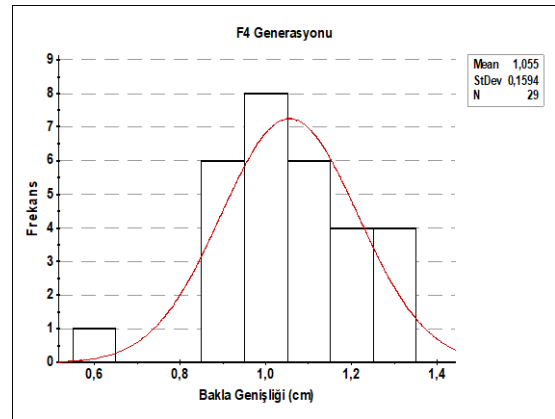 F4 Generasyonu
Mean 1,055
StDev 0,1594
N 29
Frekans
9
8
7
6
5
4
3
2
1
0
0,6 0,8 1,0 1,2 1,4
Bakla Genişliği (cm)